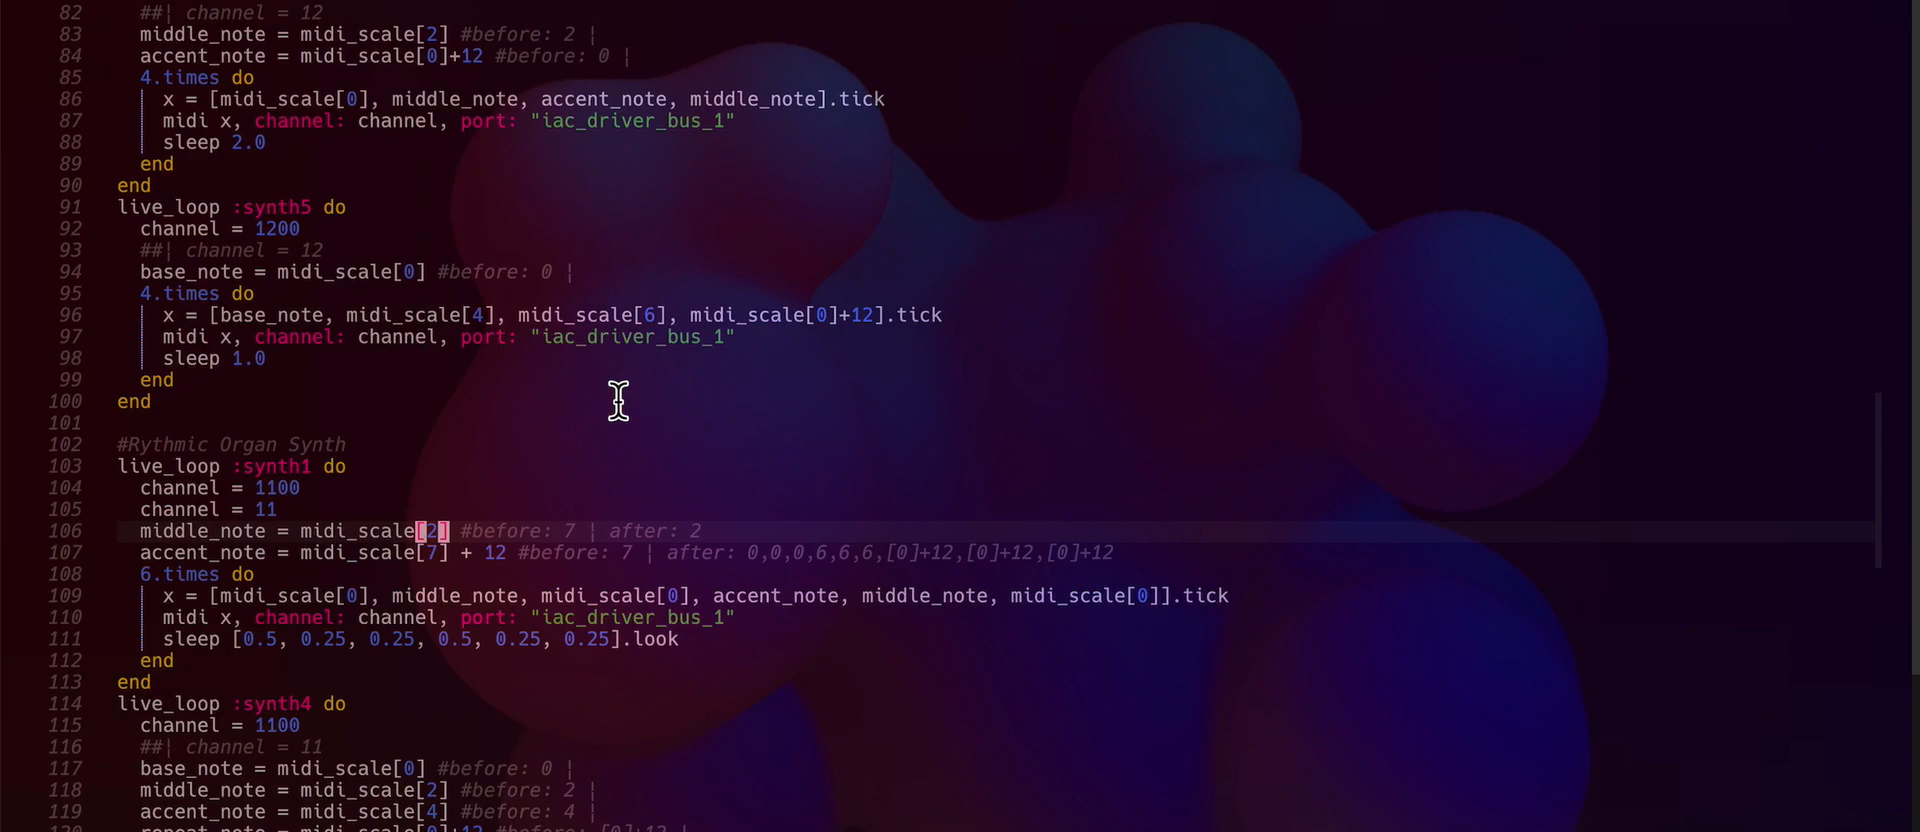 82 ##| channel = 12
83 middle_note = midi_scale[2] #before: 2 |
84 accent_note = midi_scale[0]+12 #before: 0 |
85 4.times do
86 x = [midi_scale[0], middle_note, accent_note, middle_note].tick
87 midi x, channel: channel, port: "iac_driver_bus_1"
88 sleep 2.0
89 end
90 end
91 live_loop :synth5 do
92 channel = 1200
93 ##| channel = 12
94 base_note = midi_scale[0] #before: 0 |
95 4.times do
96 x = [base_note, midi_scale[4], midi_scale[6], midi_scale[0]+12].tick
97 midi x, channel: channel, port: "iac_driver_bus_1"
98 sleep 1.0
99 end
100 end
101
102 #Rythmic Organ Synth
103 live_loop :synth1 do
104 channel = 1100
105 channel = 11
106 middle_note = midi_scale[2] #before: 7 | after: 2
107 accent_note = midi_scale[7] + 12 #before: 7 | after: 0,0,0,6,6,6,[0]+12,[0]+12,[0]+12
108 6.times do
109 x = [midi_scale[0], middle_note, midi_scale[0], accent_note, middle_note, midi_scale[0]].tick
110 midi x, channel: channel, port: "iac_driver_bus_1"
111 sleep [0.5, 0.25, 0.25, 0.5, 0.25, 0.25].look
112 end
113 end
114 live_loop :synth4 do
115 channel = 1100
116 ##| channel = 11
117 base_note = midi_scale[0] #before: 0 |
118 middle_note = midi_scale[2] #before: 2 |
119 accent_note = midi_scale[4] #before: 4 |
120 repeat_note = midi_scale[0]+12 #before: [0]+12 |